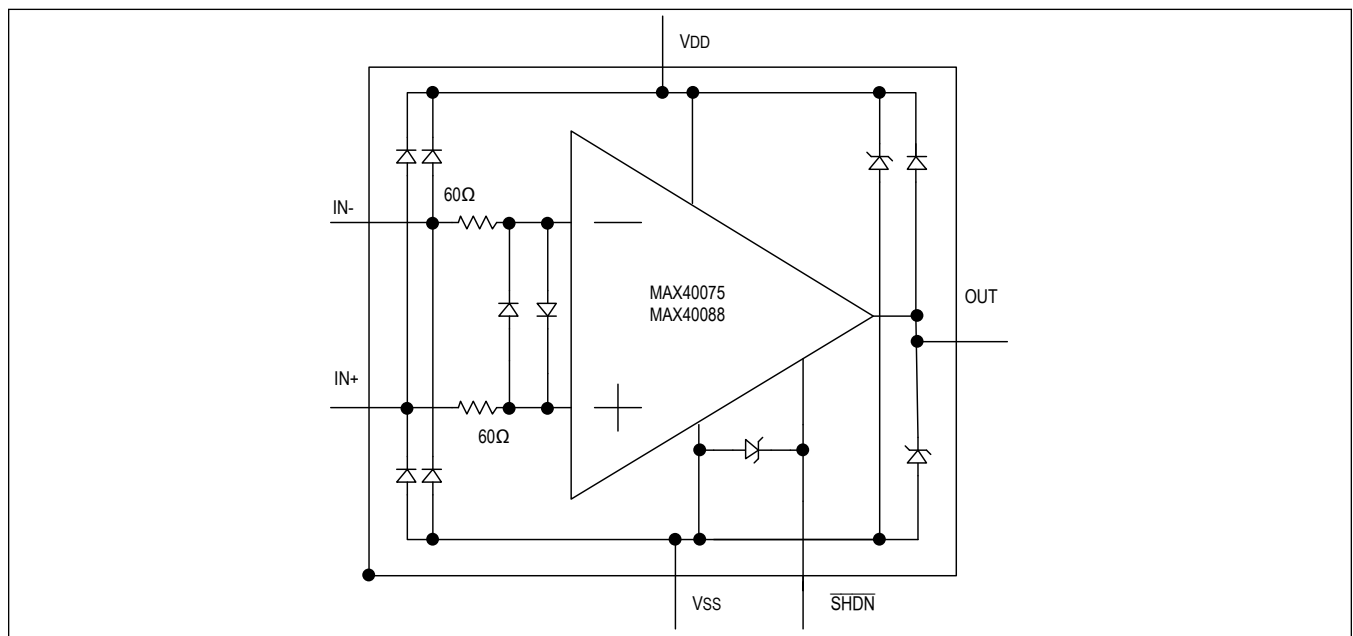 VDD
60Ω
IN-
MAX40075
MAX40088
OUT
IN+
60Ω
VSS
SHDN